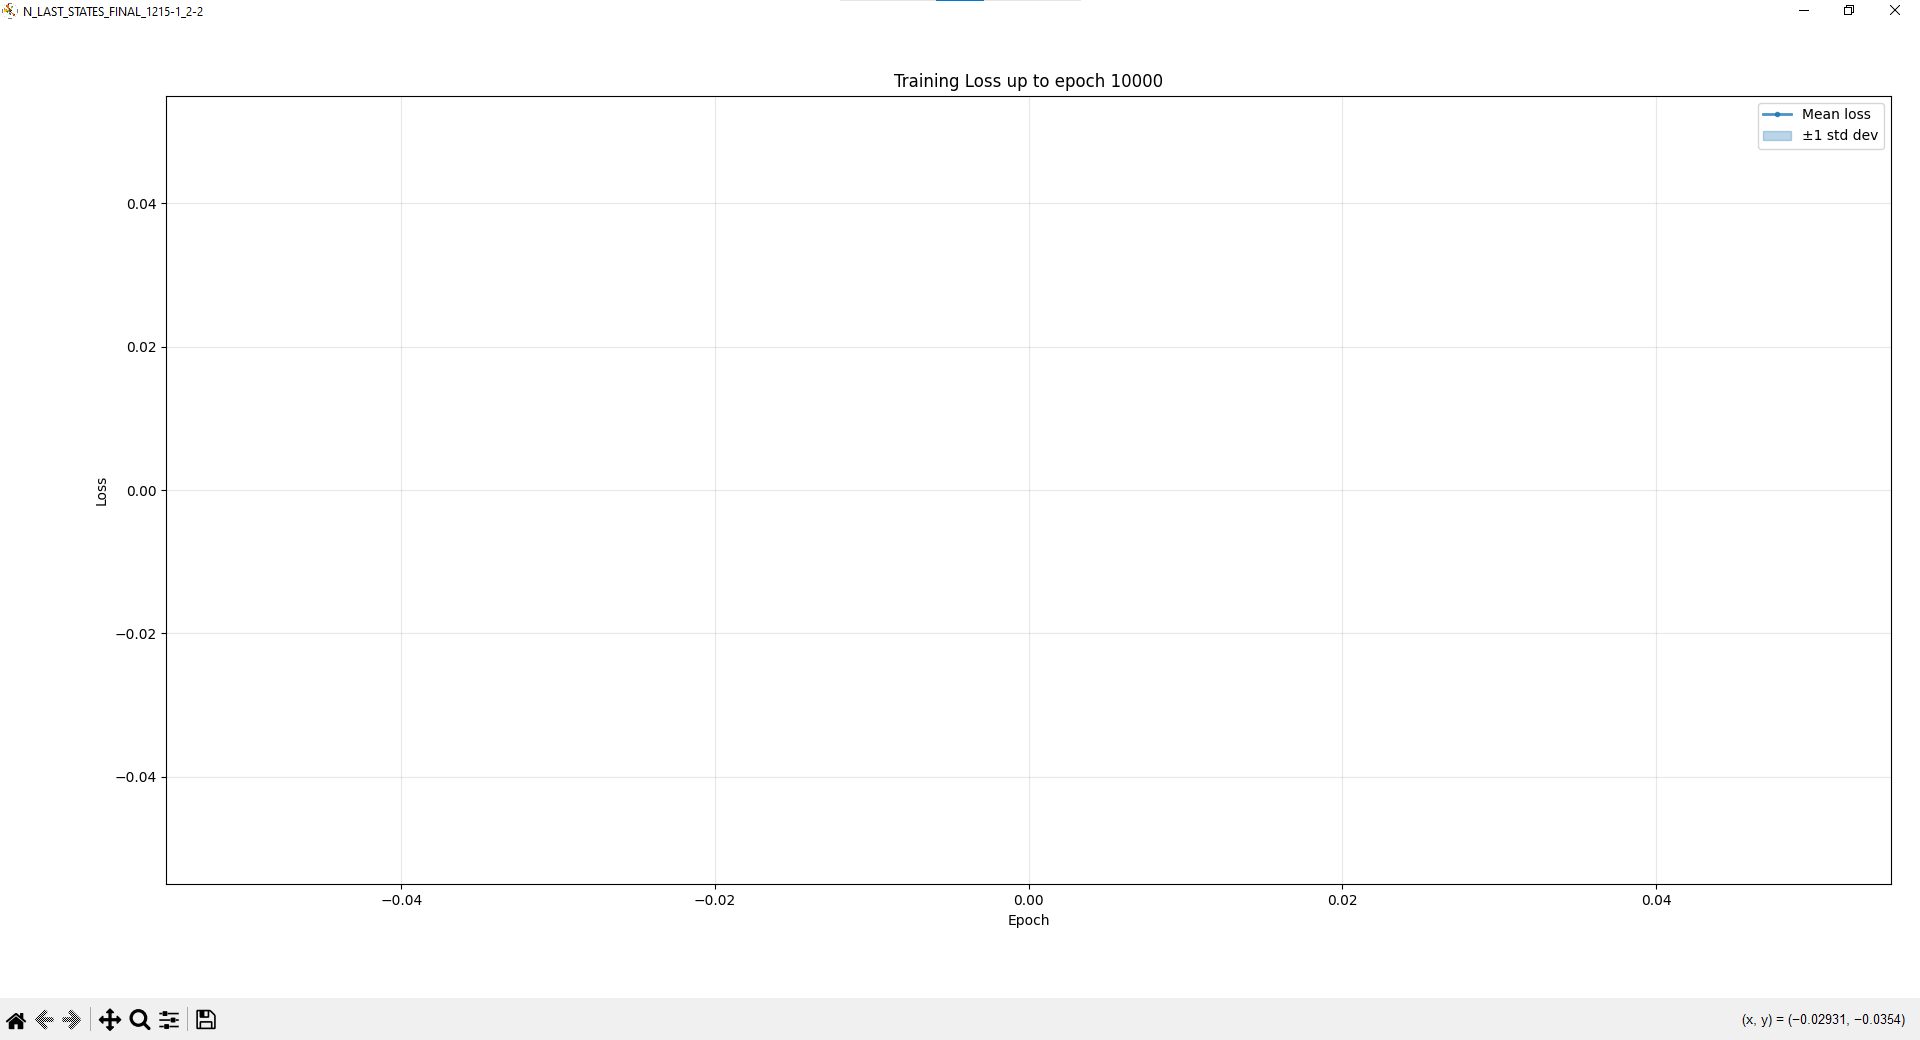 N_LAST_STATES_FINAL_1215-1_2-2
Training Loss up to epoch 10000
Mean loss
±1 std dev
0.04
0.02
0.00
−0.02
−0.04
Loss
−0.04
−0.02
0.00
0.02
0.04
Epoch
(x, y) = (−0.02931, −0.0354)